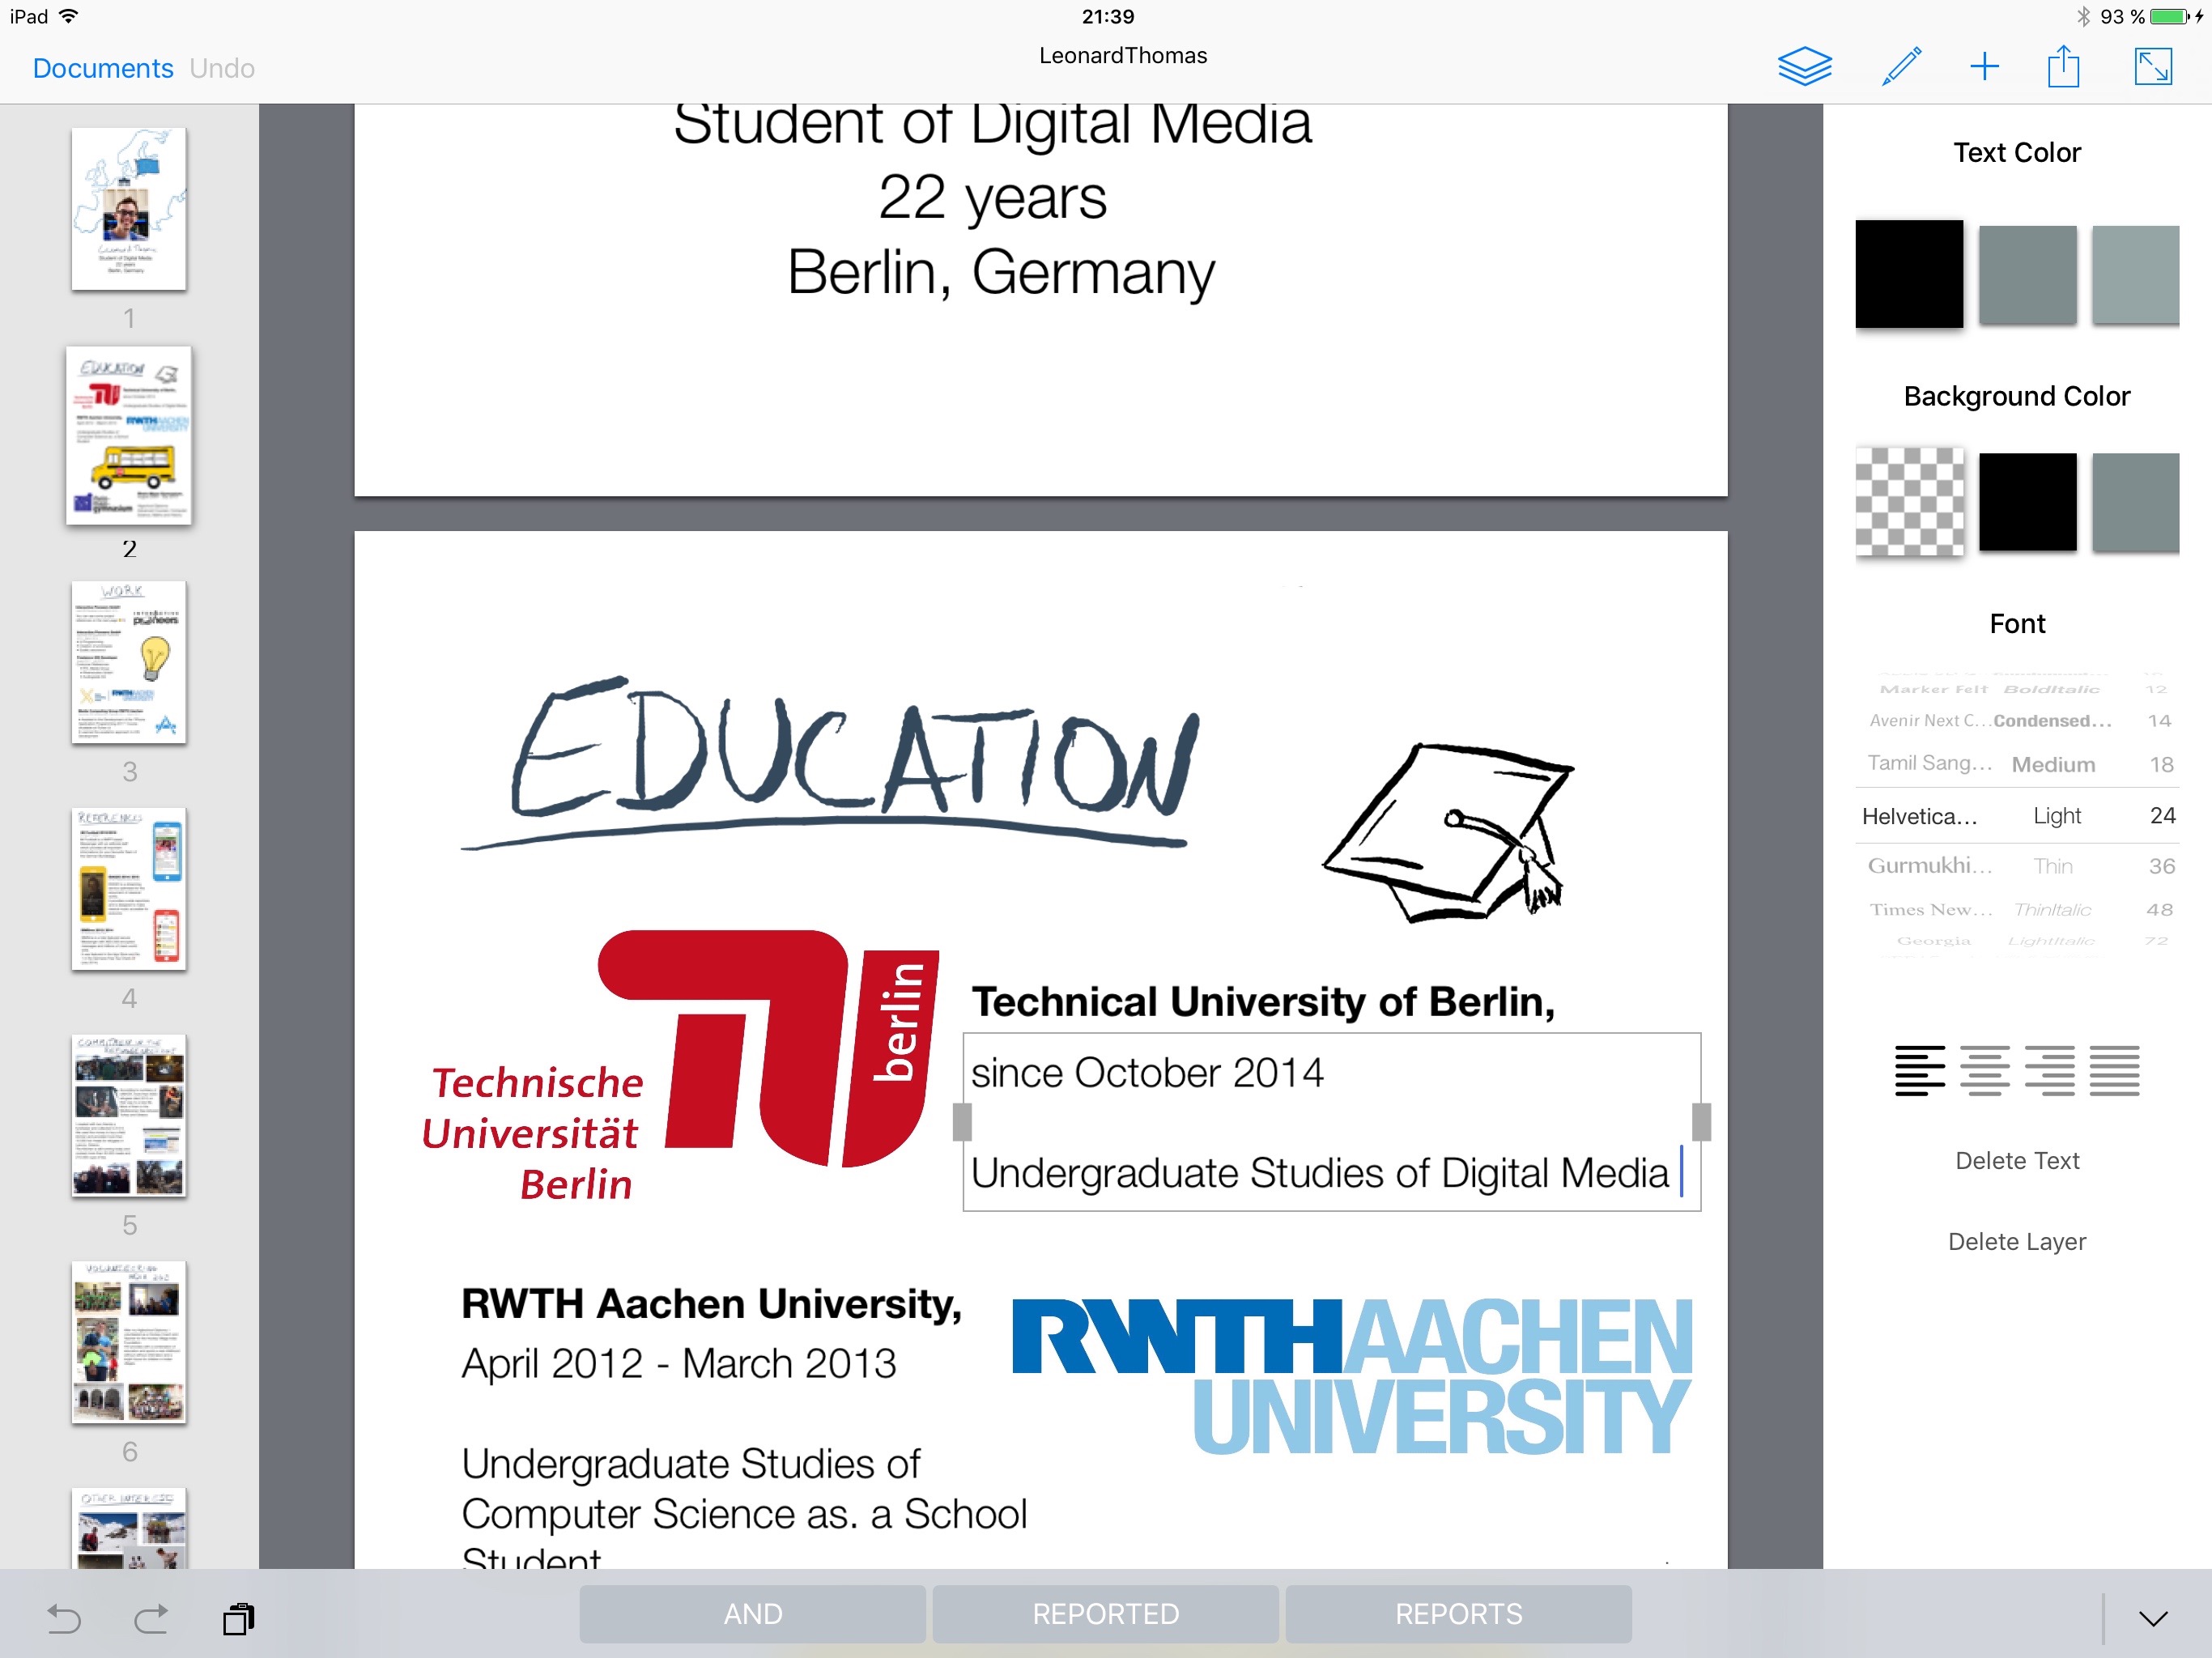 iPad 21:39 93 %
Documents Undo LeonardThomas
1
EDUCATION
2
WORK
3
REFERENCES
4
5
6
Student of Digital Media
22 years
Berlin, Germany
EDUCATION
berlin
Technische
Universität
Berlin
Technical University of Berlin,
since October 2014
Undergraduate Studies of Digital Media
RWTH Aachen University,
April 2012 - March 2013
RWTHAACHEN
UNIVERSITY
Undergraduate Studies of
Computer Science as. a School
Student
Text Color
Background Color
Font
Marker Felt BoldItalic 12
Avenir Next C... Condensed... 14
Tamil Sang... Medium 18
Helvetica... Light 24
Gurmukhi... Thin 36
Times New... ThinItalic 48
Georgia LightItalic 72
Delete Text
Delete Layer
AND REPORTED REPORTS